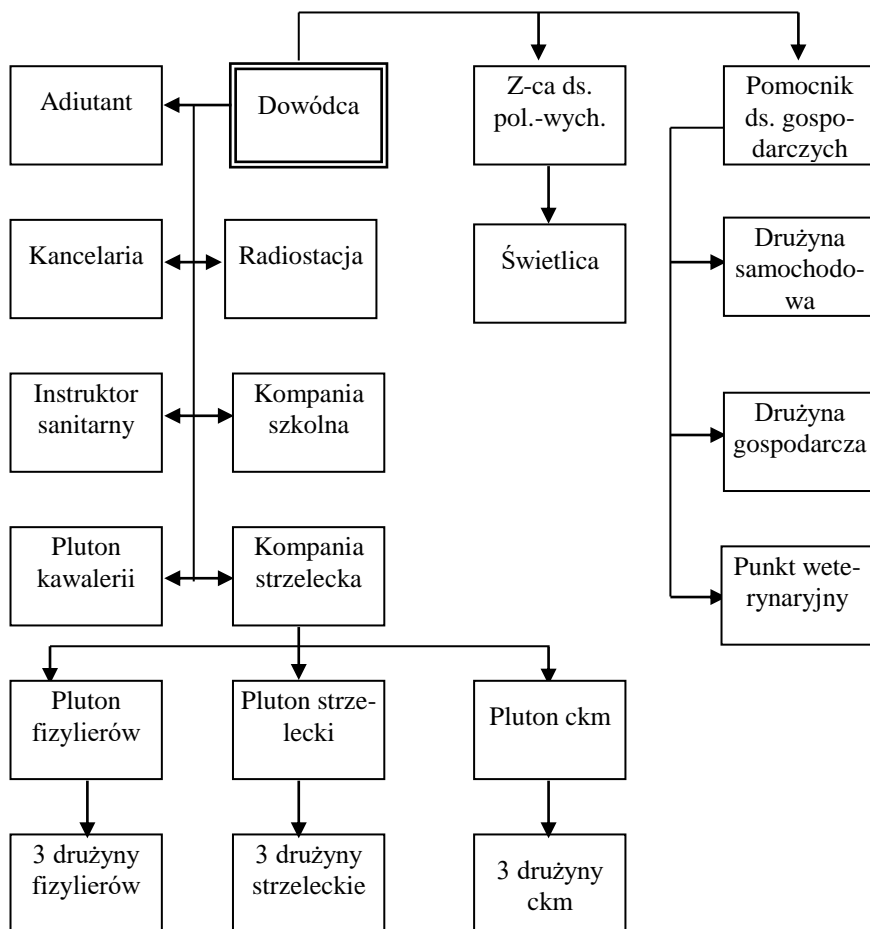 Adiutant
Dowódca
Z-ca ds.
pol.-wych.
Pomocnik
ds. gospo-
darczych
Kancelaria
Radiostacja
Świetlica
Drużyna
samochodo-
wa
Instruktor
sanitarny
Kompania
szkolna
Drużyna
gospodarcza
Pluton
kawalerii
Kompania
strzelecka
Punkt wete-
rynaryjny
Pluton
fizylierów
Pluton strze-
lecki
Pluton ckm
3 drużyny
fizylierów
3 drużyny
strzeleckie
3 drużyny
ckm